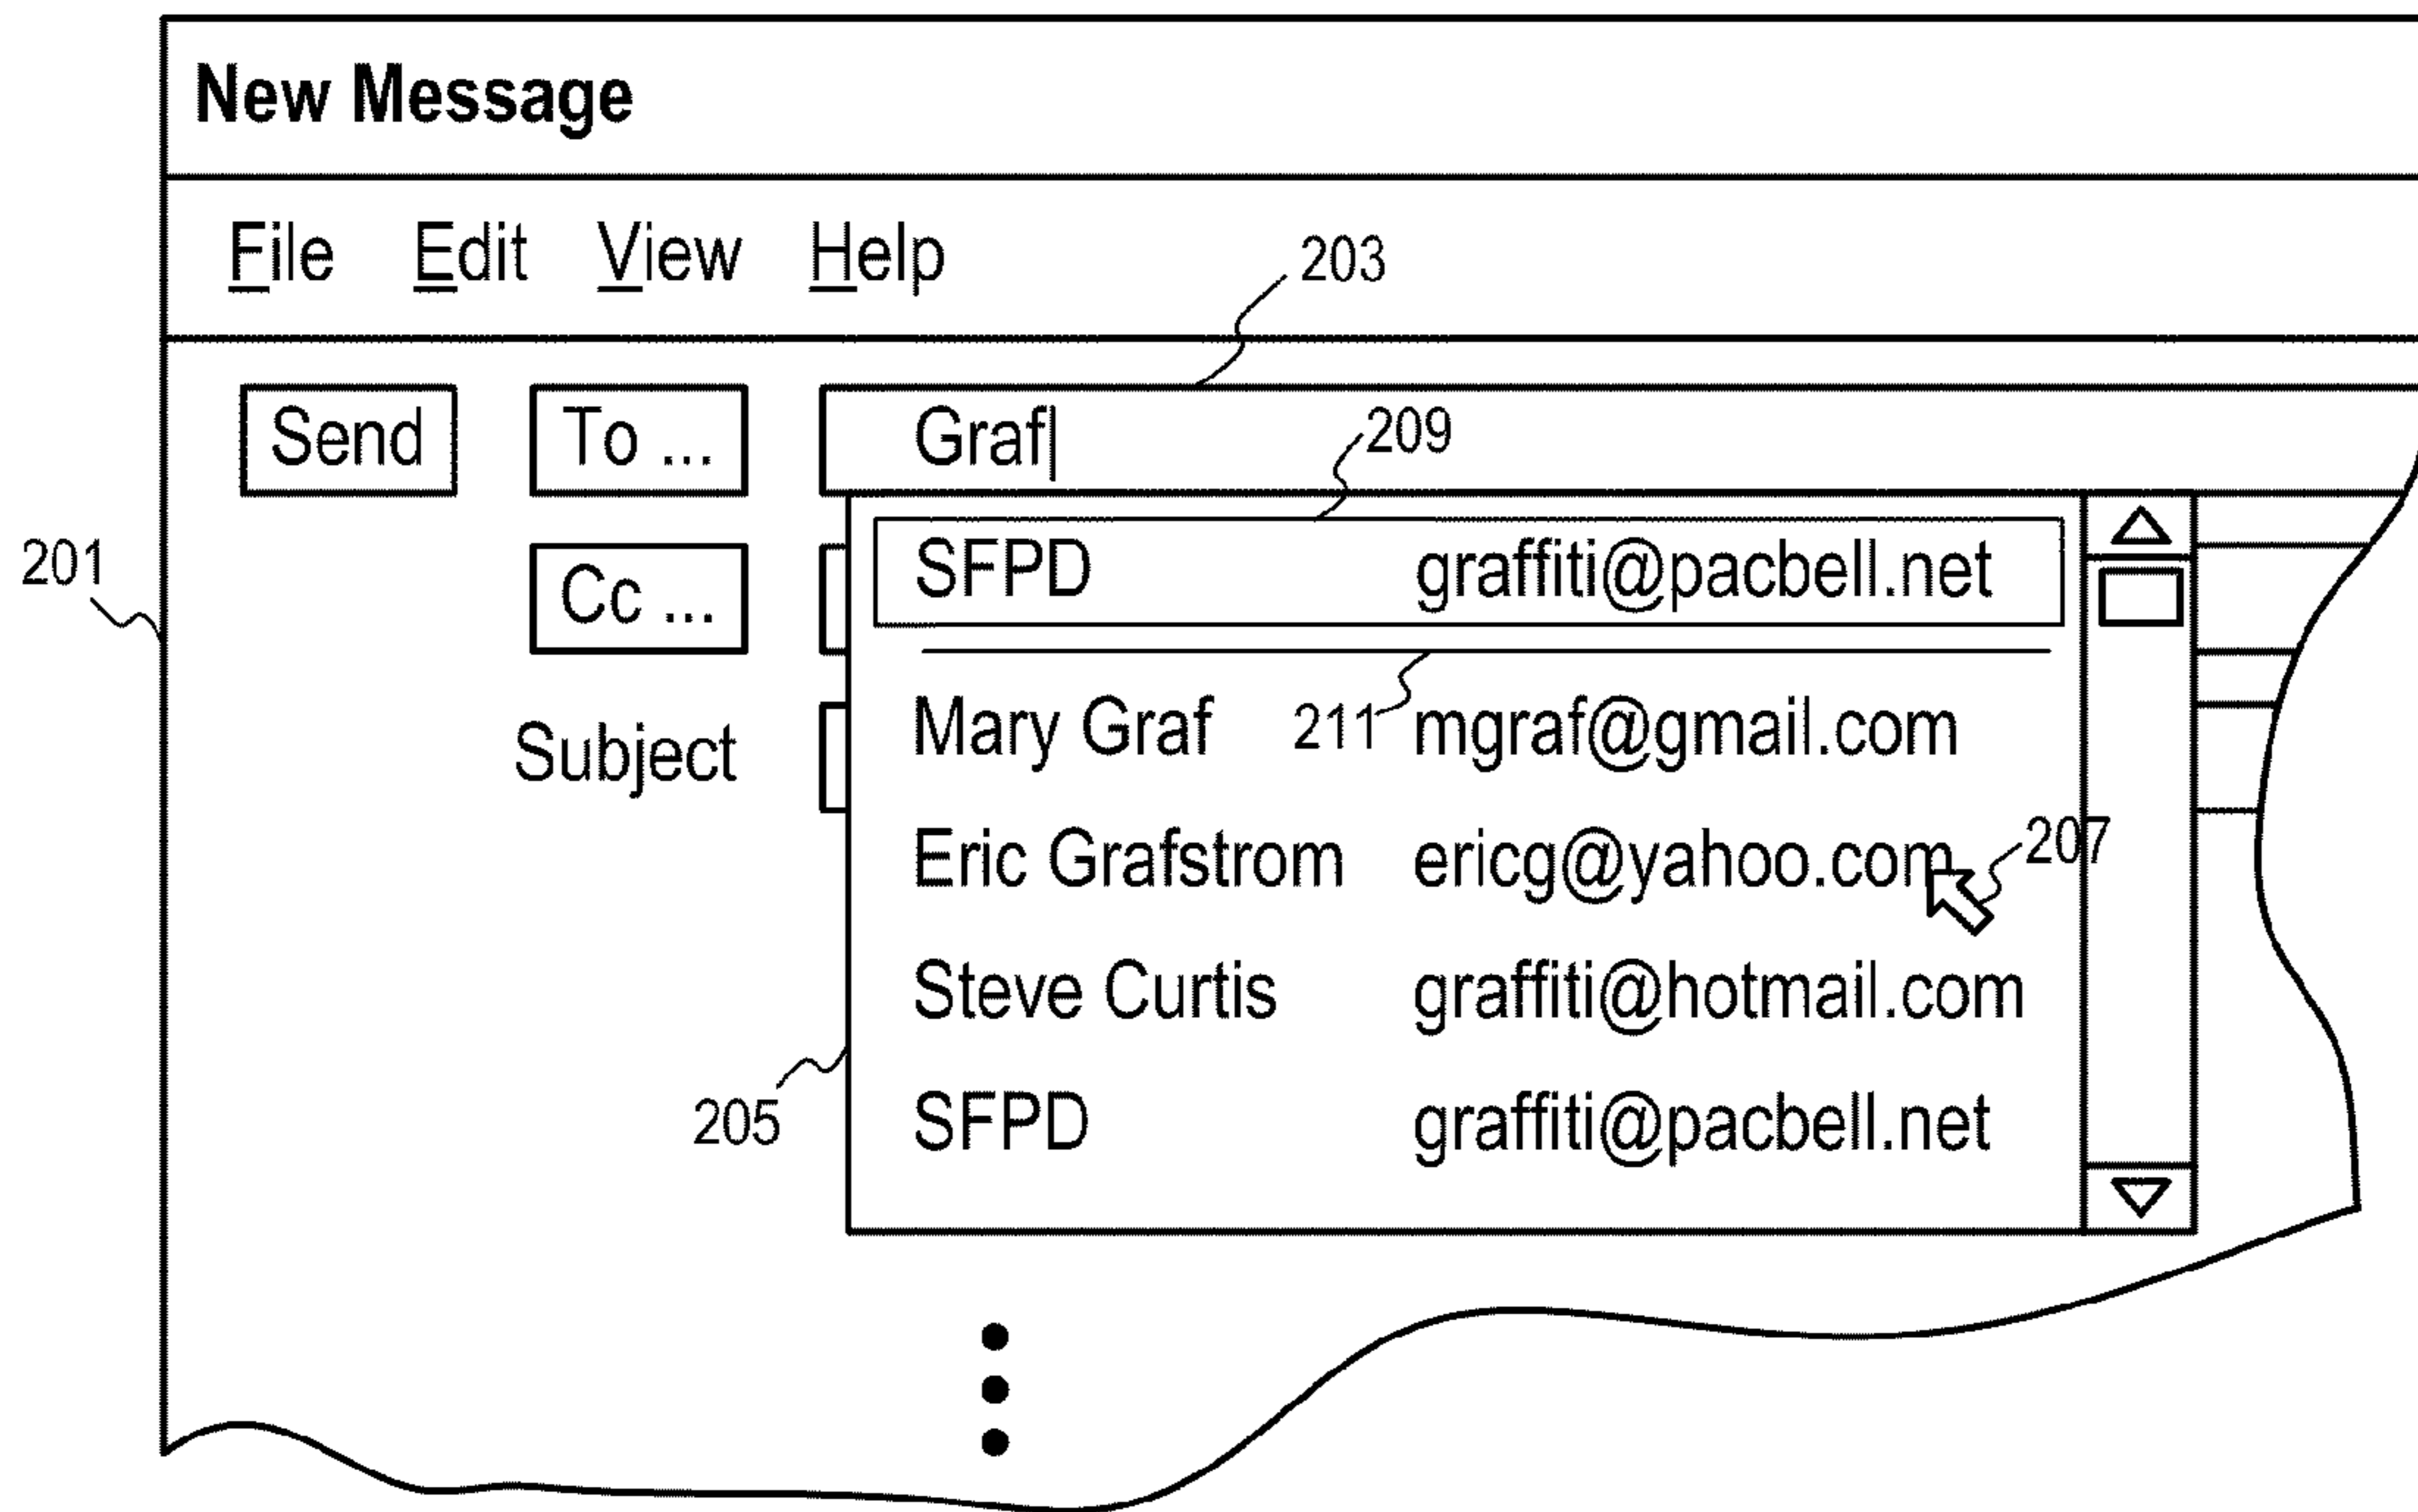 New Message
File Edit View Help
203
Send To ... Graf
209
201
Cc ...
SFPD graffiti@pacbell.net
Subject
Mary Graf 211 mgraf@gmail.com
Eric Grafstrom ericg@yahoo.com 207
Steve Curtis graffiti@hotmail.com
205
SFPD graffiti@pacbell.net